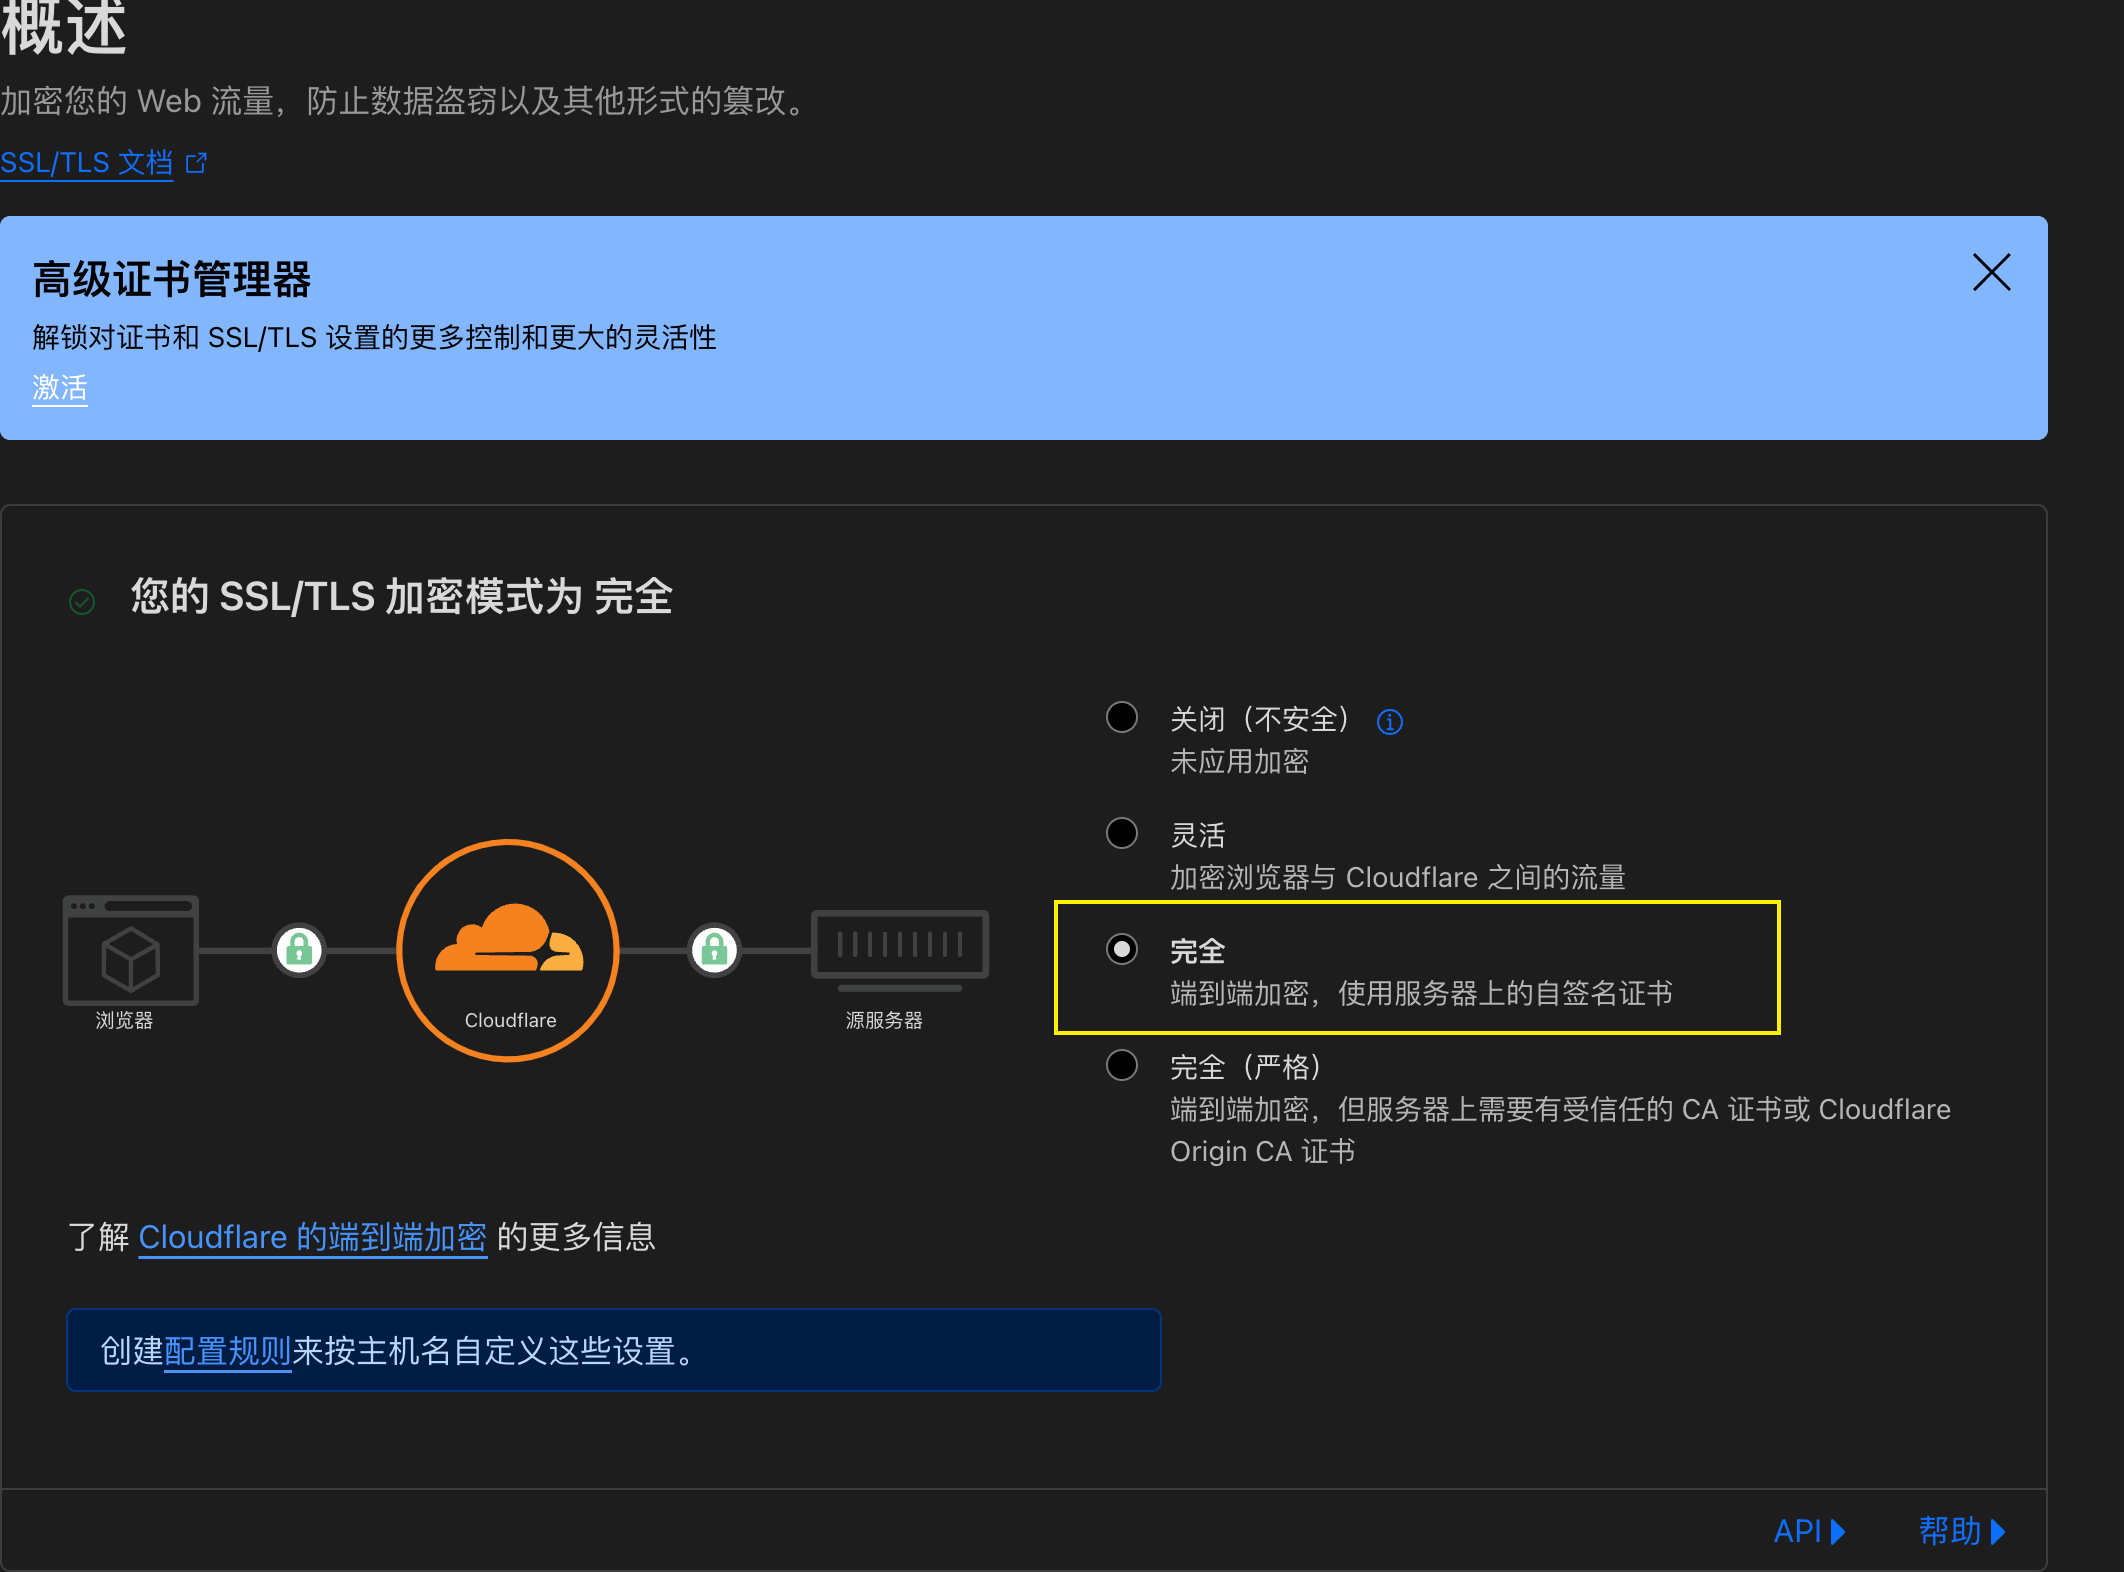 概述
加密您的 Web 流量，防止数据盗窃以及其他形式的篡改。
SSL/TLS 文档
高级证书管理器
解锁对证书和 SSL/TLS 设置的更多控制和更大的灵活性
激活
您的 SSL/TLS 加密模式为 完全
浏览器
Cloudflare
源服务器
关闭（不安全）
未应用加密
灵活
加密浏览器与 Cloudflare 之间的流量
完全
端到端加密，使用服务器上的自签名证书
完全（严格）
端到端加密，但服务器上需要有受信任的 CA 证书或 Cloudflare
Origin CA 证书
了解 Cloudflare 的端到端加密 的更多信息
创建配置规则来按主机名自定义这些设置。
API
帮助